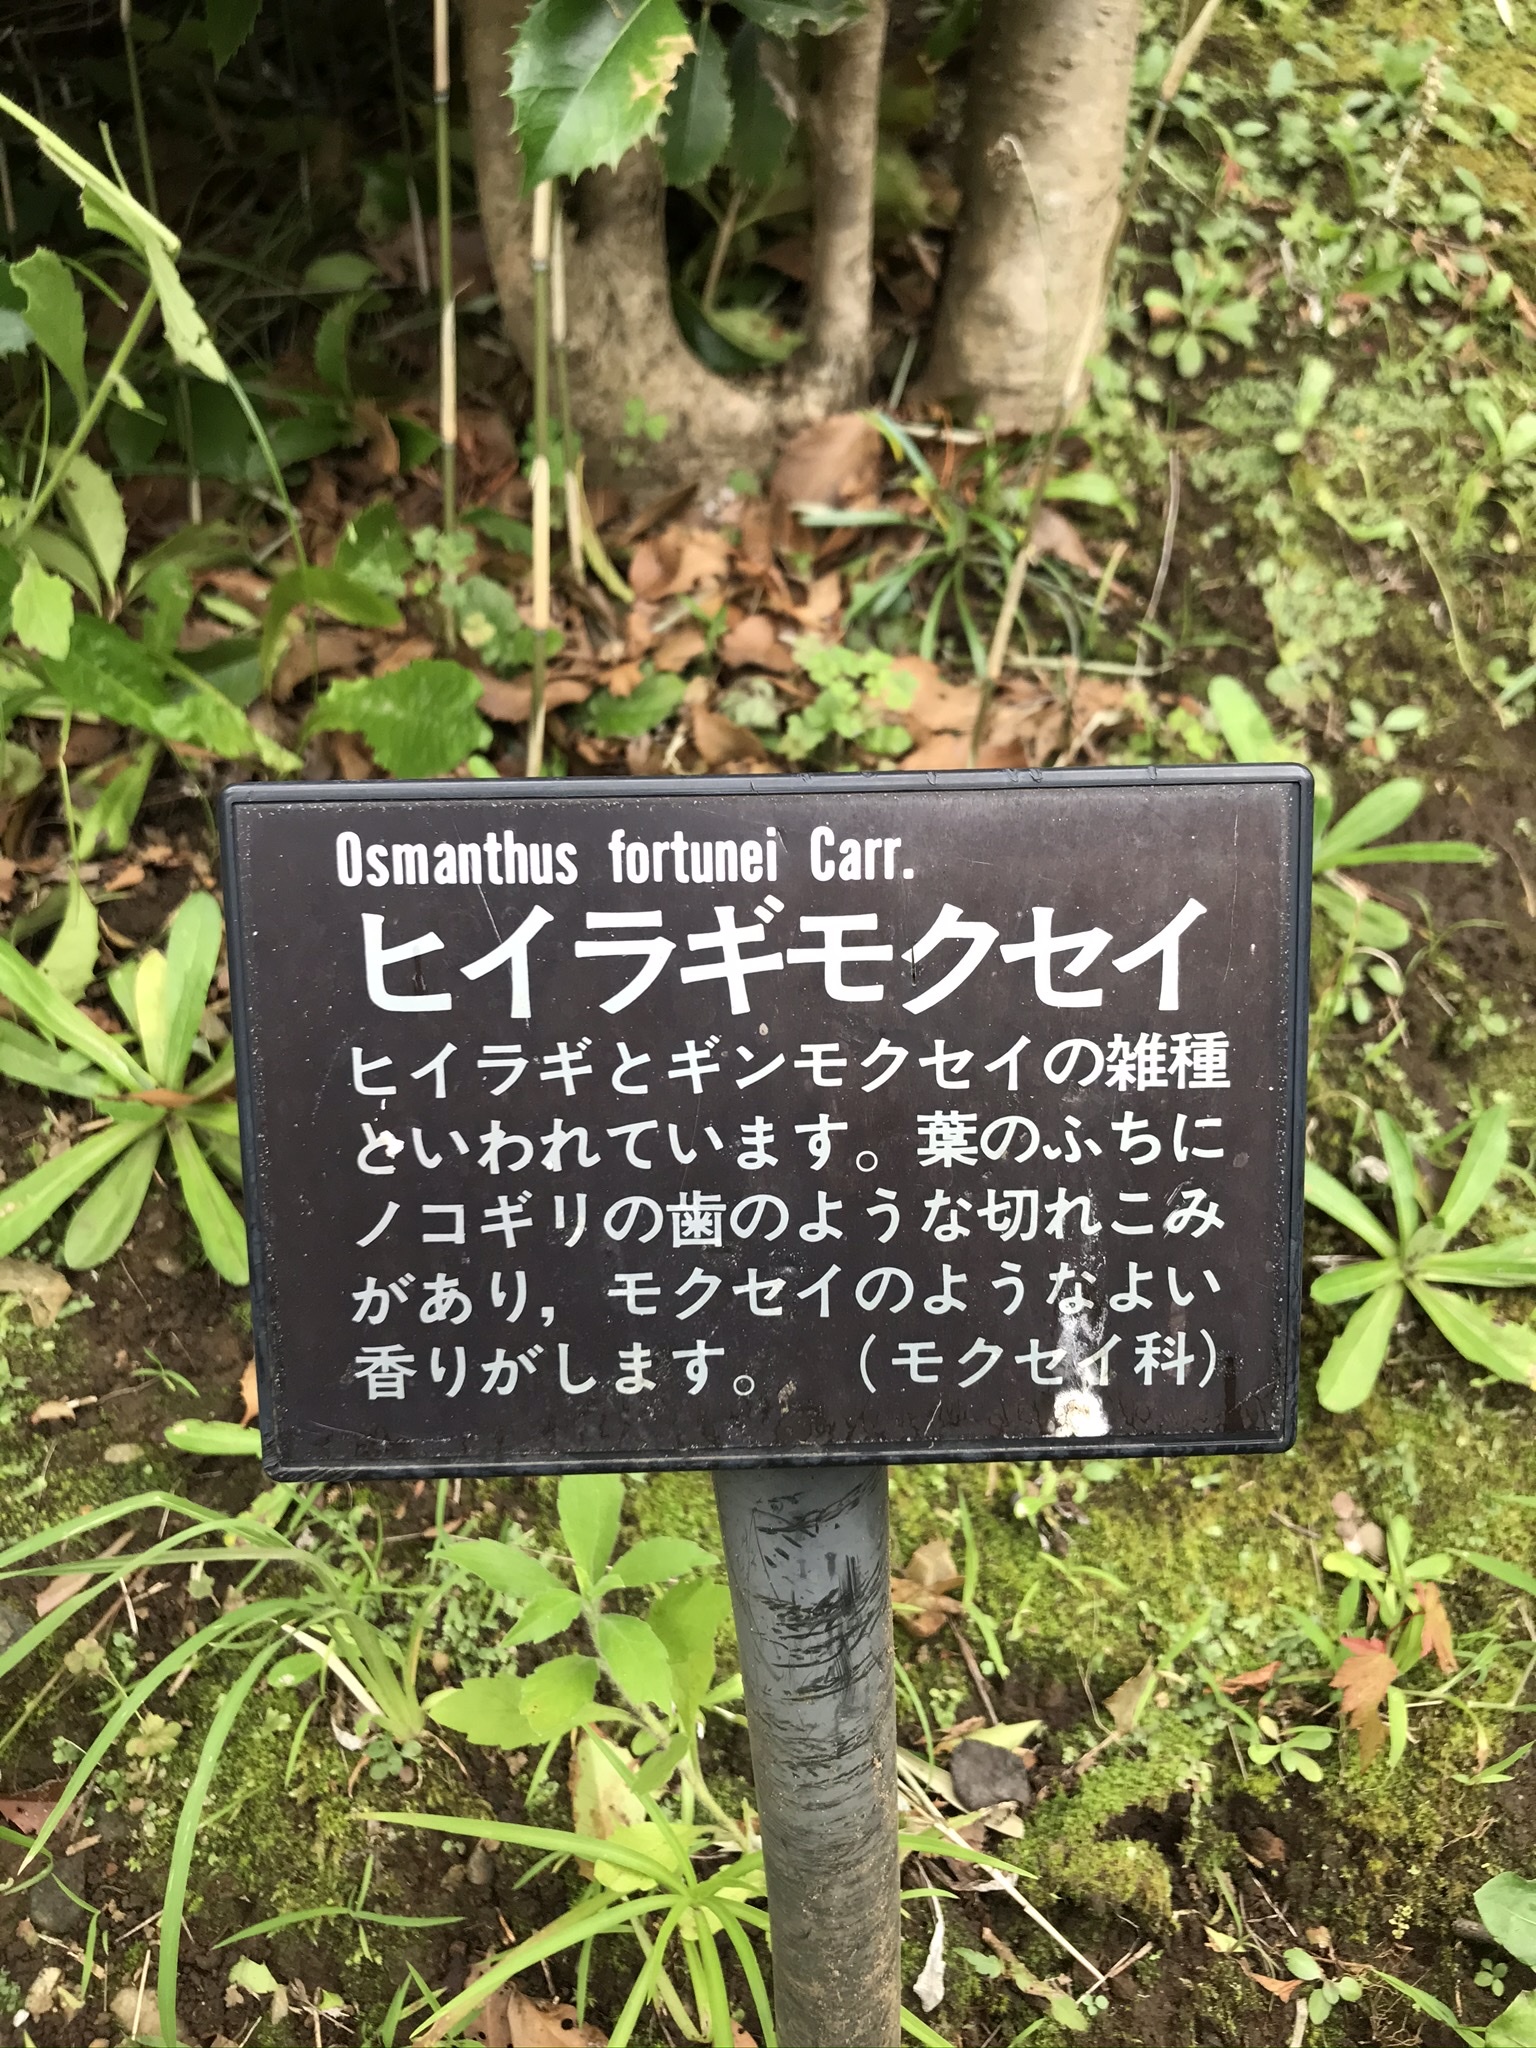 Osmanthus fortunei Carr.
ヒイラギモクセイ
ヒイラギとギンモクセイの雑種
といわれています。葉のふちに
ノコギリの歯のような切れこみ
があり，モクセイのようなよい
香りがします。（モクセイ科）